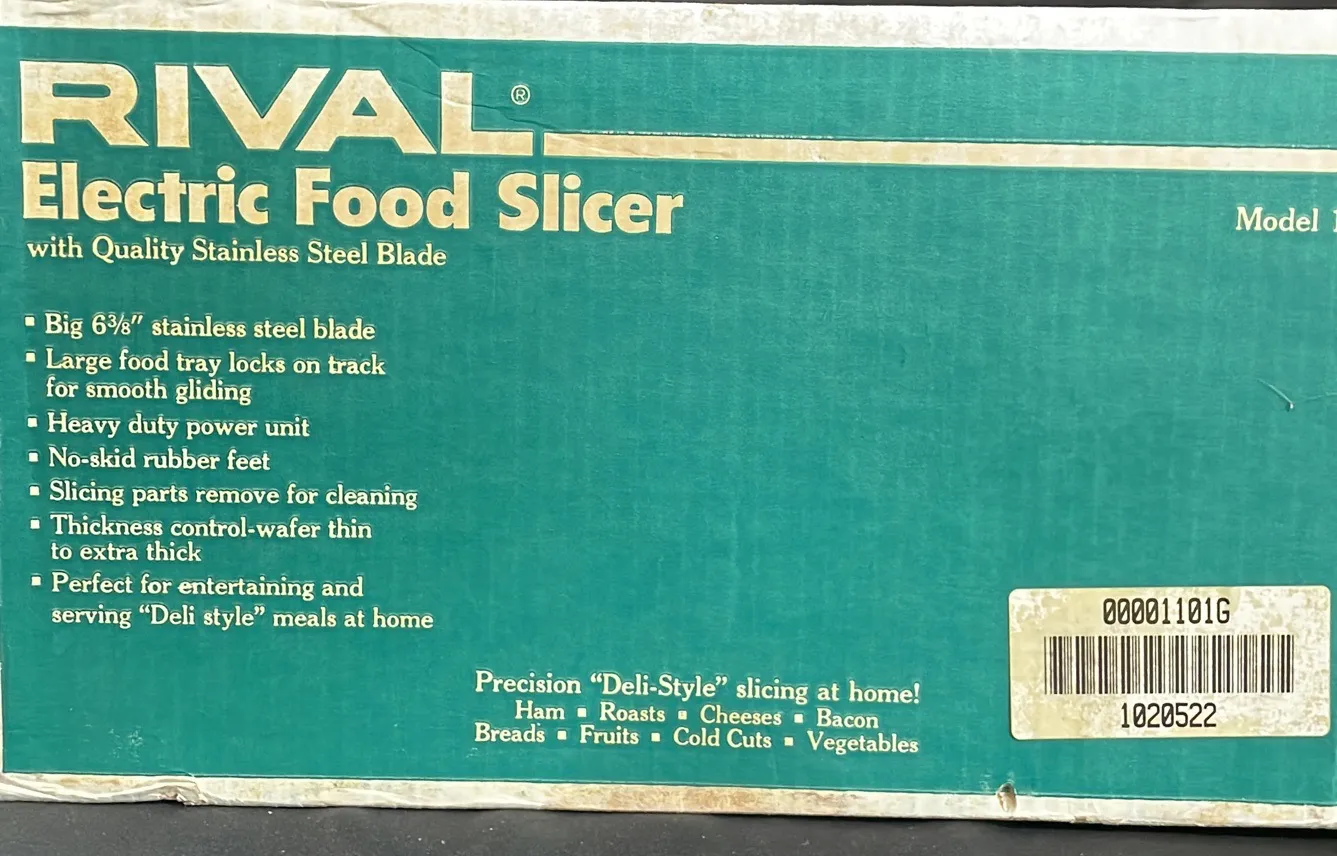 RIVAL®
Electric Food Slicer
with Quality Stainless Steel Blade
Model
▪ Big 6⅜" stainless steel blade
▪ Large food tray locks on track
for smooth gliding
▪ Heavy duty power unit
▪ No-skid rubber feet
▪ Slicing parts remove for cleaning
▪ Thickness control-wafer thin
to extra thick
▪ Perfect for entertaining and
serving “Deli style” meals at home
Precision “Deli-Style” slicing at home!
Ham ▪ Roasts ▪ Cheeses ▪ Bacon
Breads ▪ Fruits ▪ Cold Cuts ▪ Vegetables
00001101G
1020522